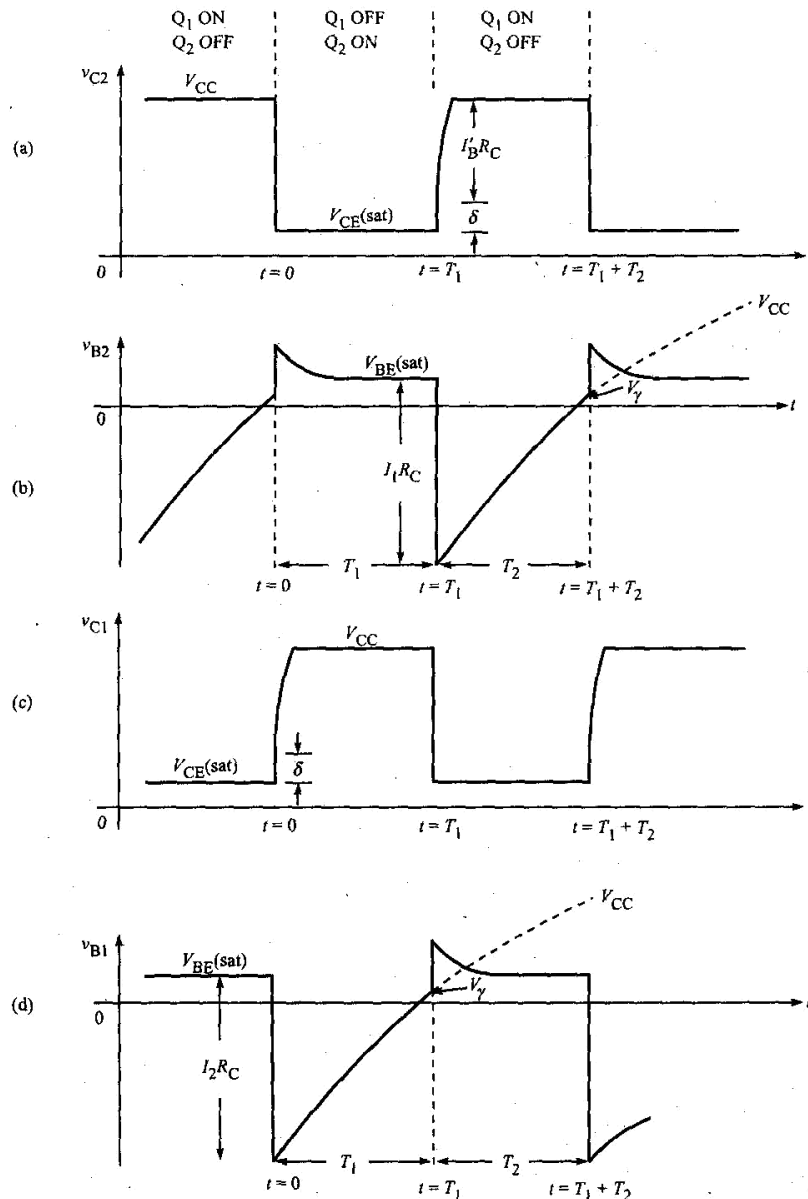 Q1 ON Q1 OFF Q1 ON
Q2 OFF Q2 ON Q2 OFF
vC2
VCC
(a)
I'BRC
VCE(sat)
δ
0
t = 0 t = T1 t = T1 + T2
VCC
vB2
VBE(sat)
Vγ
0 t
I1RC
(b)
T1 T2
t = 0 t = T1 t = T1 + T2
vC1
VCC
(c)
VCE(sat)
δ
0
t = 0 t = T1 t = T1 + T2
VCC
vB1
VBE(sat)
Vγ
(d)
0
I2RC
T1 T2
t = 0 t = T1 t = T1 + T2